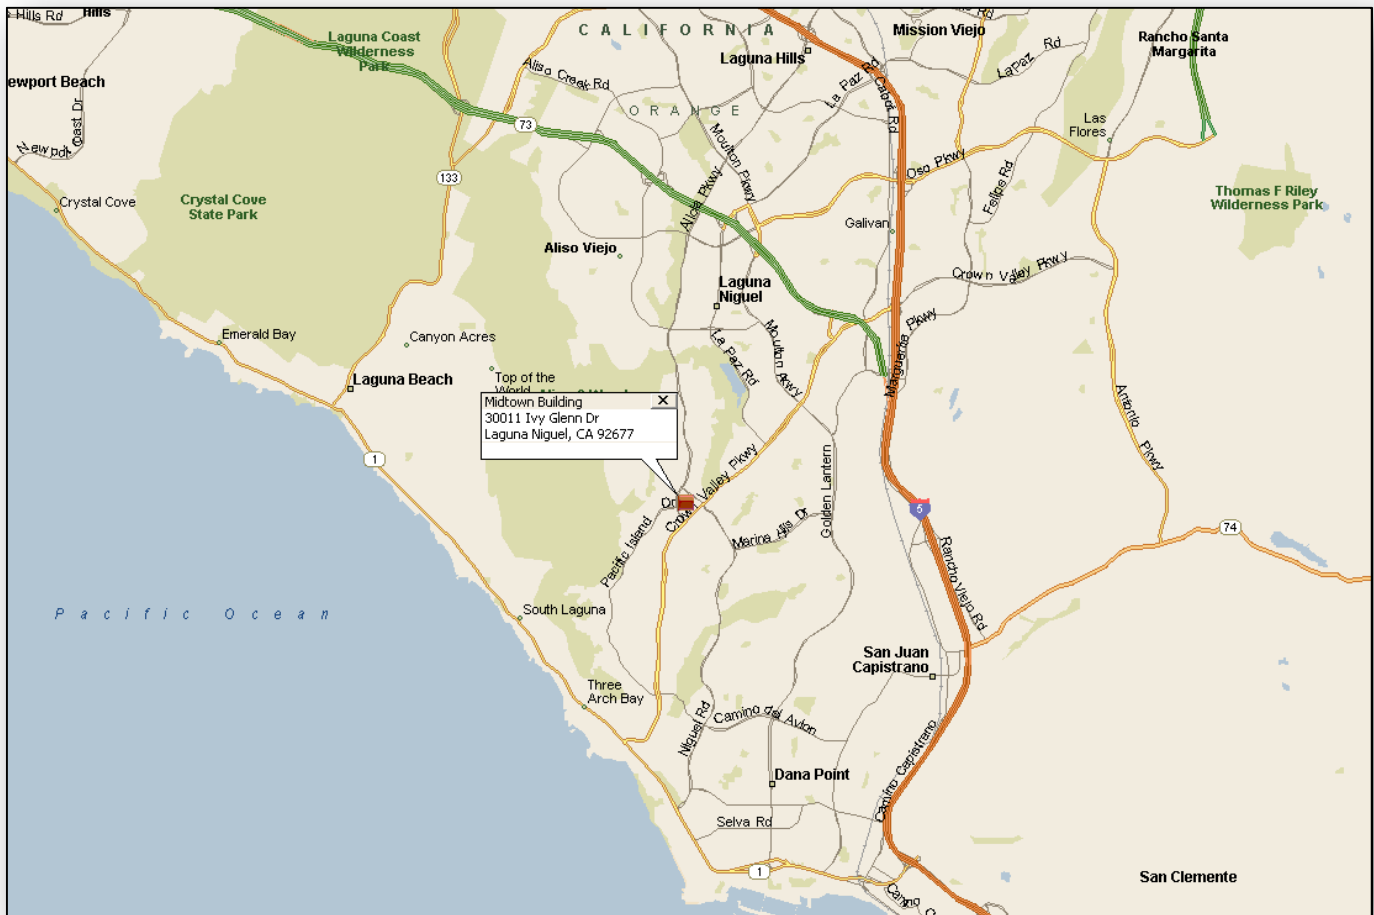 Hills Rd
Hills
CALIFORNIA
Mission Viejo
Rd
Laguna Coast
Wilderness
Park
Laguna Hills
Rancho Santa
Margarita
LaPaz Rd
ewport Beach
Aliso Creek Rd
La Paz Rd
Cabot Rd
ORANGE
Coast Dr
Newport
73
Moulton Pkwy
Las
Flores
Oso Pkwy
133
Alicia Pkwy
Felipe Rd
Crystal Cove
Crystal Cove
State Park
Thomas F Riley
Wilderness Park
Galivan
Aliso Viejo
Crown Valley Pkwy
Laguna
Niguel
Emerald Bay
Canyon Acres
La Paz Rd
Moulton Pkwy
Marguerite Pkwy
Laguna Beach
Top of the
World
Midtown Building
30011 Ivy Glenn Dr
Laguna Niguel, CA 92677
Antonio Pkwy
1
Crown Valley Pkwy
Golden Lantern
Dr
5
Pacific Island
Marina Hills Dr
74
Rancho Viejo Rd
Pacific Ocean
South Laguna
San Juan
Capistrano
Three
Arch Bay
Niguel Rd
Camino del Avion
Camino Capistrano
Dana Point
Selva Rd
1
San Clemente